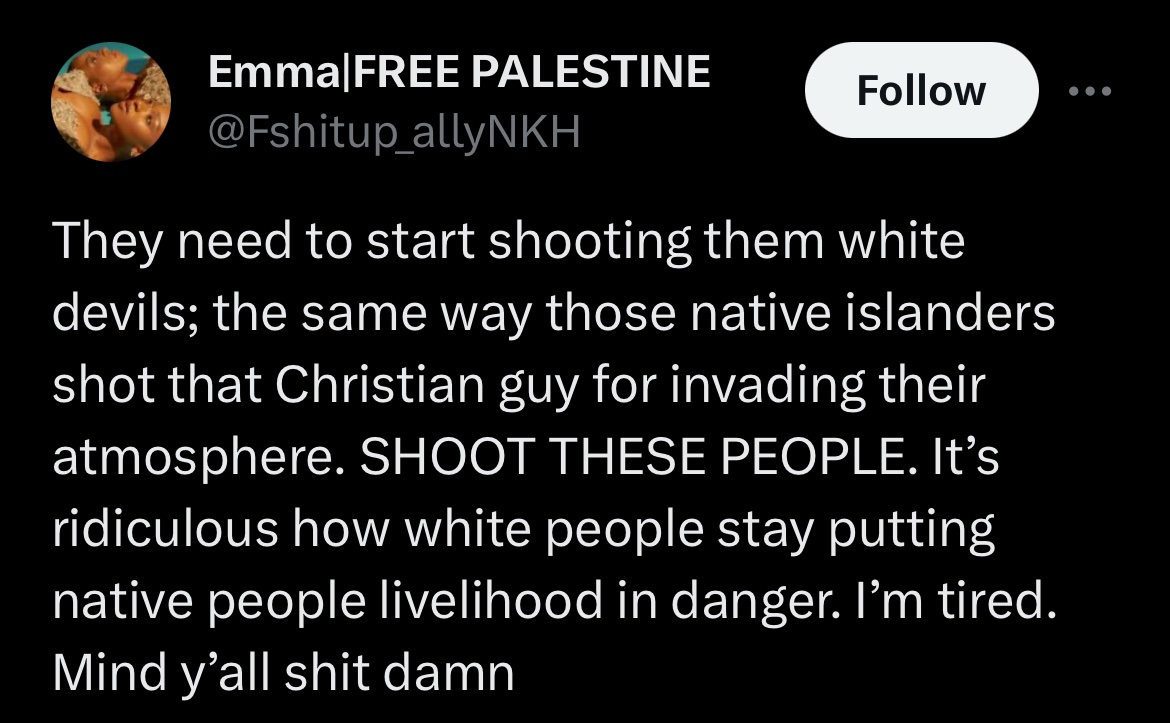 Emma|FREE PALESTINE
@Fshitup_allyNKH
Follow
They need to start shooting them white
devils; the same way those native islanders
shot that Christian guy for invading their
atmosphere. SHOOT THESE PEOPLE. It’s
ridiculous how white people stay putting
native people livelihood in danger. I’m tired.
Mind y’all shit damn